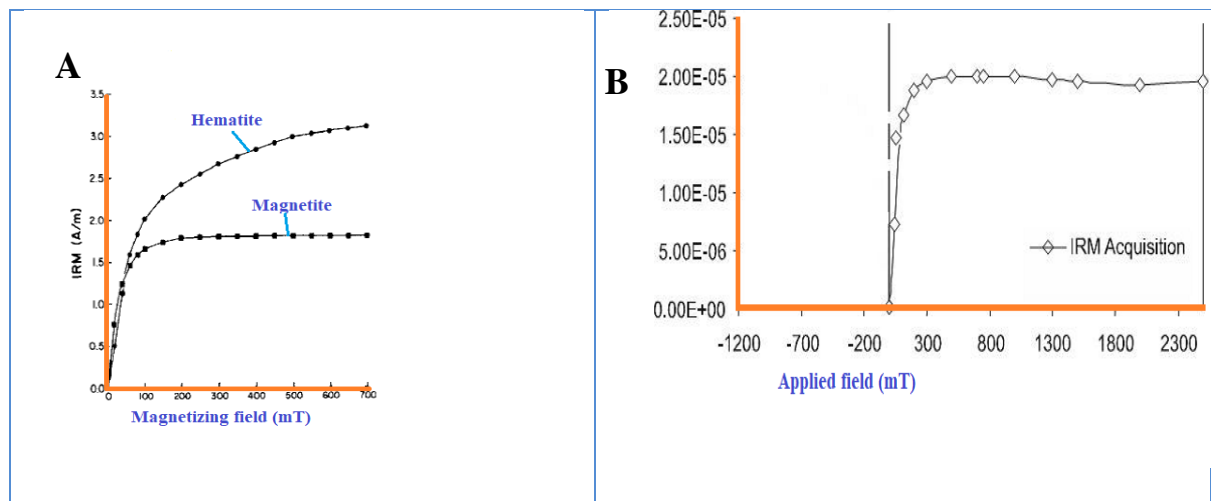 A
3.5
3.0
2.5
2.0
1.5
1.0
0.5
0.0
IRM (A/m)
Hematite
Magnetite
0 100 200 300 400 500 600 700
Magnetizing field (mT)
B
2.50E-05
2.00E-05
1.50E-05
1.00E-05
5.00E-06
0.00E+00
IRM Acquisition
-1200 -700 -200 300 800 1300 1800 2300
Applied field (mT)